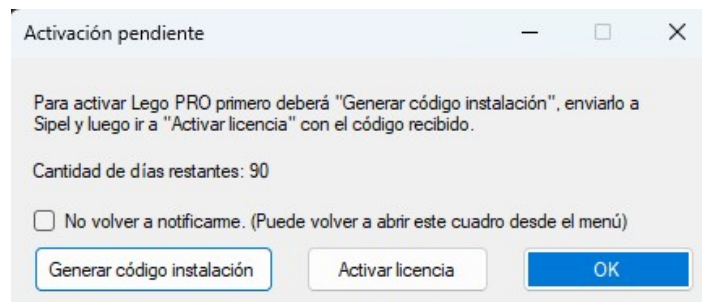 Activación pendiente
Para activar Lego PRO primero deberá "Generar código instalación", enviarlo a
Sipel y luego ir a "Activar licencia" con el código recibido.
Cantidad de días restantes: 90
No volver a notificarme. (Puede volver a abrir este cuadro desde el menú)
Generar código instalación
Activar licencia
OK